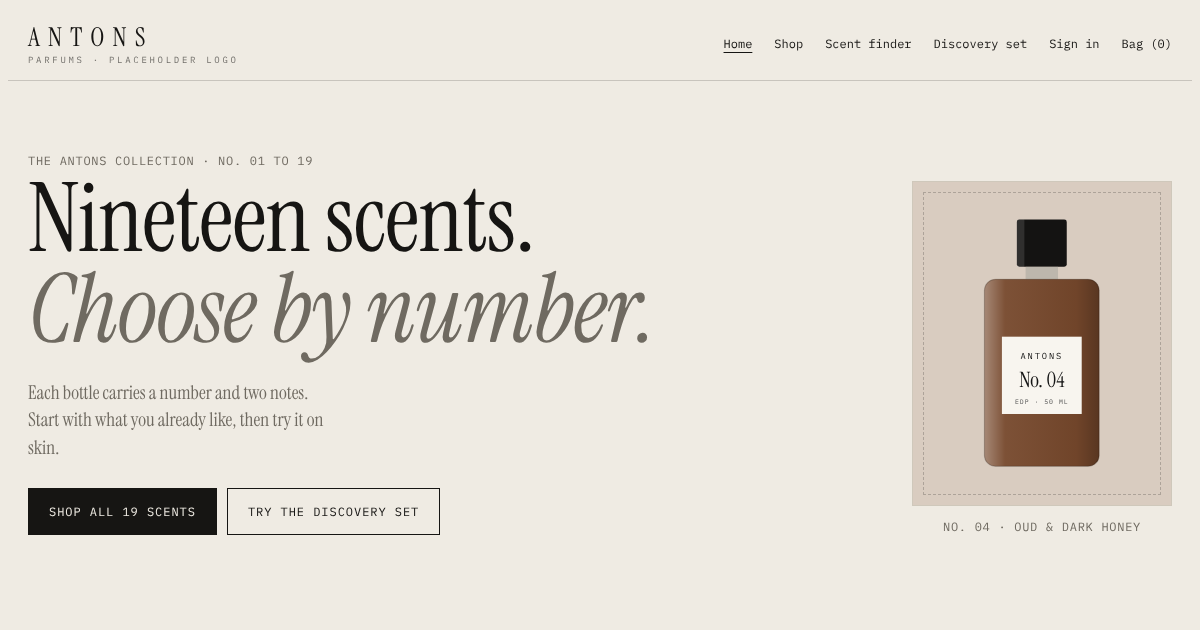 ANTONS
PARFUMS · PLACEHOLDER LOGO
Home Shop Scent finder Discovery set Sign in Bag (0)
THE ANTONS COLLECTION · NO. 01 TO 19
Nineteen scents.
Choose by number.
Each bottle carries a number and two notes.
Start with what you already like, then try it on
skin.
SHOP ALL 19 SCENTS
TRY THE DISCOVERY SET
ANTONS
No. 04
EDP · 50 ML
NO. 04 · OUD & DARK HONEY